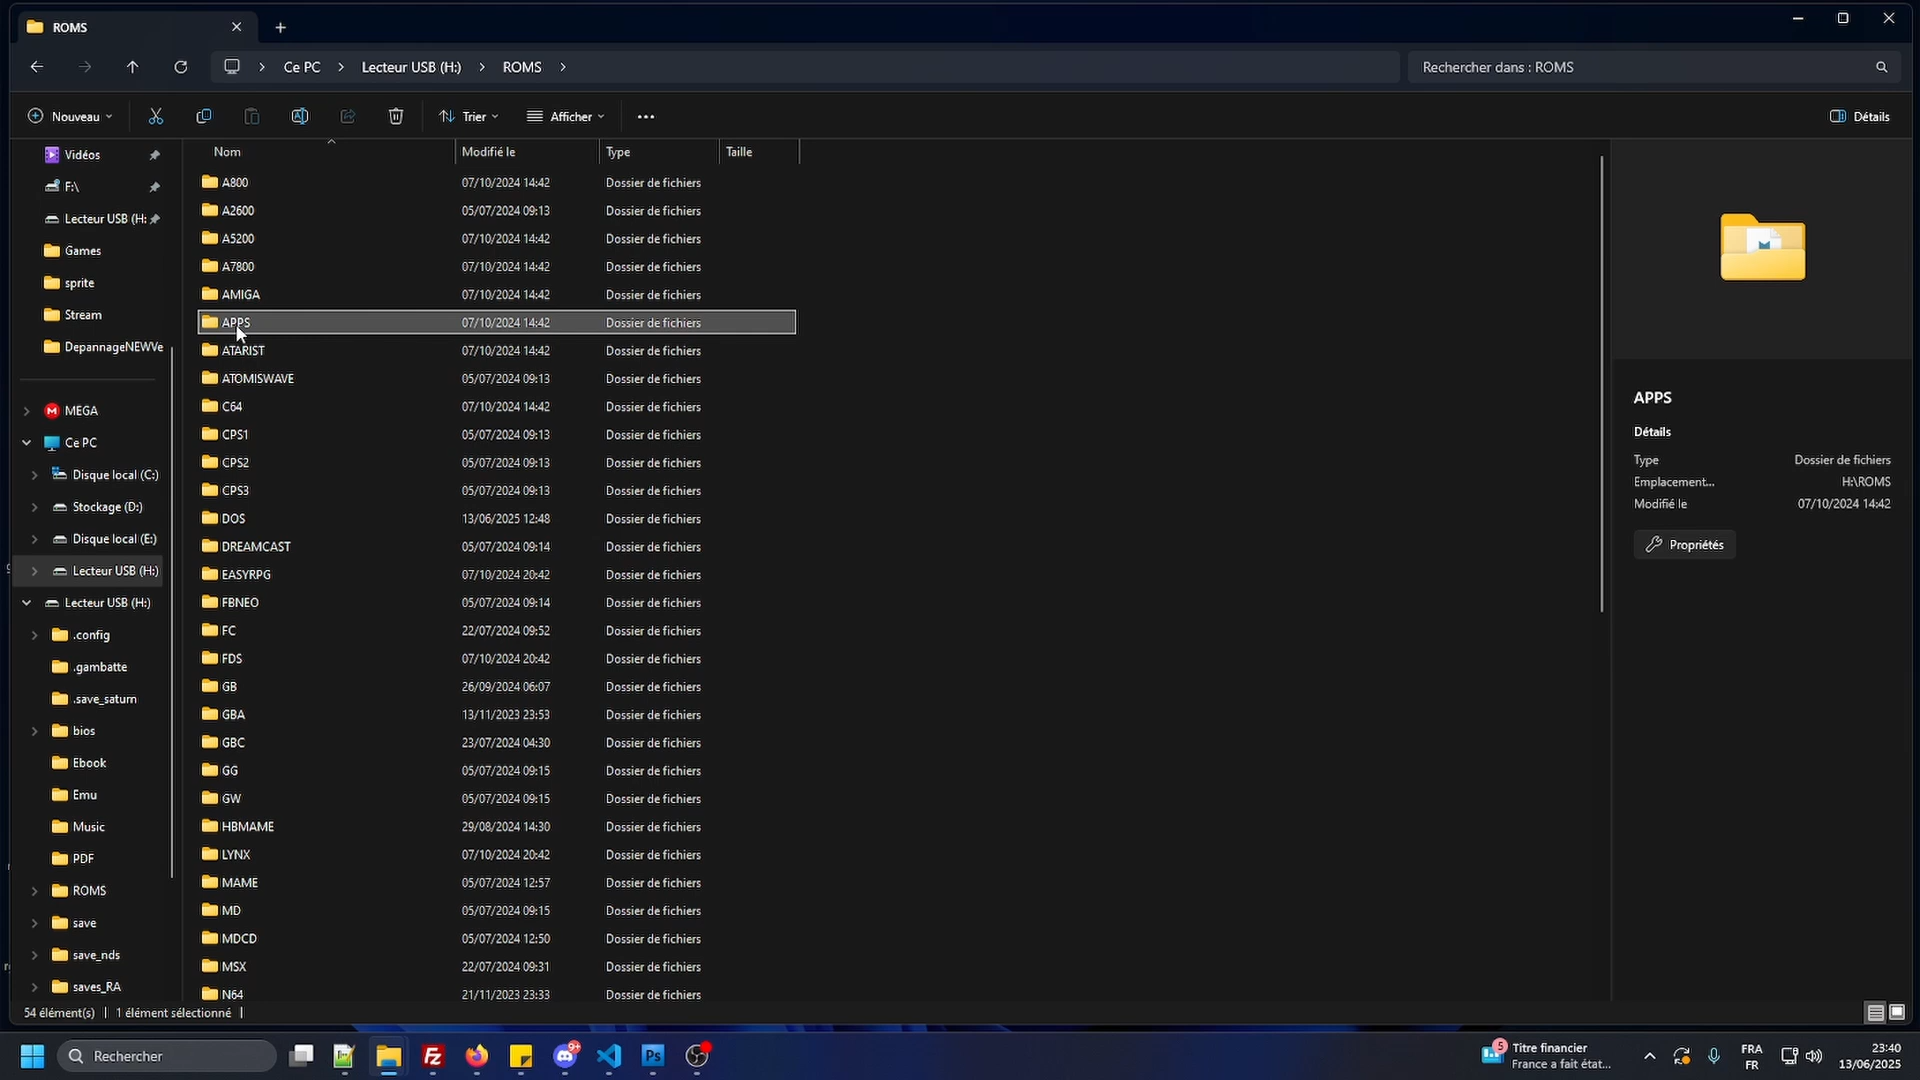 ROMS
Ce PC
Lecteur USB (H:)
ROMS
Rechercher dans : ROMS
Nouveau
Trier
Afficher
Détails
Nom
Modifié le
Type
Taille
Vidéos
F:\
Lecteur USB (H:
Games
sprite
Stream
DepannageNEWVe
MEGA
Ce PC
Disque local (C:)
Stockage (D:)
Disque local (E:)
Lecteur USB (H:)
Lecteur USB (H:)
.config
.gambatte
.save_saturn
bios
Ebook
Emu
Music
PDF
ROMS
save
save_nds
saves_RA
A800 07/10/2024 14:42 Dossier de fichiers
A2600 05/07/2024 09:13 Dossier de fichiers
A5200 07/10/2024 14:42 Dossier de fichiers
A7800 07/10/2024 14:42 Dossier de fichiers
AMIGA 07/10/2024 14:42 Dossier de fichiers
APPS 07/10/2024 14:42 Dossier de fichiers
ATARIST 07/10/2024 14:42 Dossier de fichiers
ATOMISWAVE 05/07/2024 09:13 Dossier de fichiers
C64 07/10/2024 14:42 Dossier de fichiers
CPS1 05/07/2024 09:13 Dossier de fichiers
CPS2 05/07/2024 09:13 Dossier de fichiers
CPS3 05/07/2024 09:13 Dossier de fichiers
DOS 13/06/2025 12:48 Dossier de fichiers
DREAMCAST 05/07/2024 09:14 Dossier de fichiers
EASYRPG 07/10/2024 20:42 Dossier de fichiers
FBNEO 05/07/2024 09:14 Dossier de fichiers
FC 22/07/2024 09:52 Dossier de fichiers
FDS 07/10/2024 20:42 Dossier de fichiers
GB 26/09/2024 06:07 Dossier de fichiers
GBA 13/11/2023 23:53 Dossier de fichiers
GBC 23/07/2024 04:30 Dossier de fichiers
GG 05/07/2024 09:15 Dossier de fichiers
GW 05/07/2024 09:15 Dossier de fichiers
HBMAME 29/08/2024 14:30 Dossier de fichiers
LYNX 07/10/2024 20:42 Dossier de fichiers
MAME 05/07/2024 12:57 Dossier de fichiers
MD 05/07/2024 09:15 Dossier de fichiers
MDCD 05/07/2024 12:50 Dossier de fichiers
MSX 22/07/2024 09:31 Dossier de fichiers
N64 21/11/2023 23:33 Dossier de fichiers
APPS
Détails
Type Dossier de fichiers
Emplacement... H:\ROMS
Modifié le 07/10/2024 14:42
Propriétés
54 élément(s)
1 élément sélectionné
Rechercher
9+
5
Titre financier
France a fait état...
FRA
FR
23:40
13/06/2025